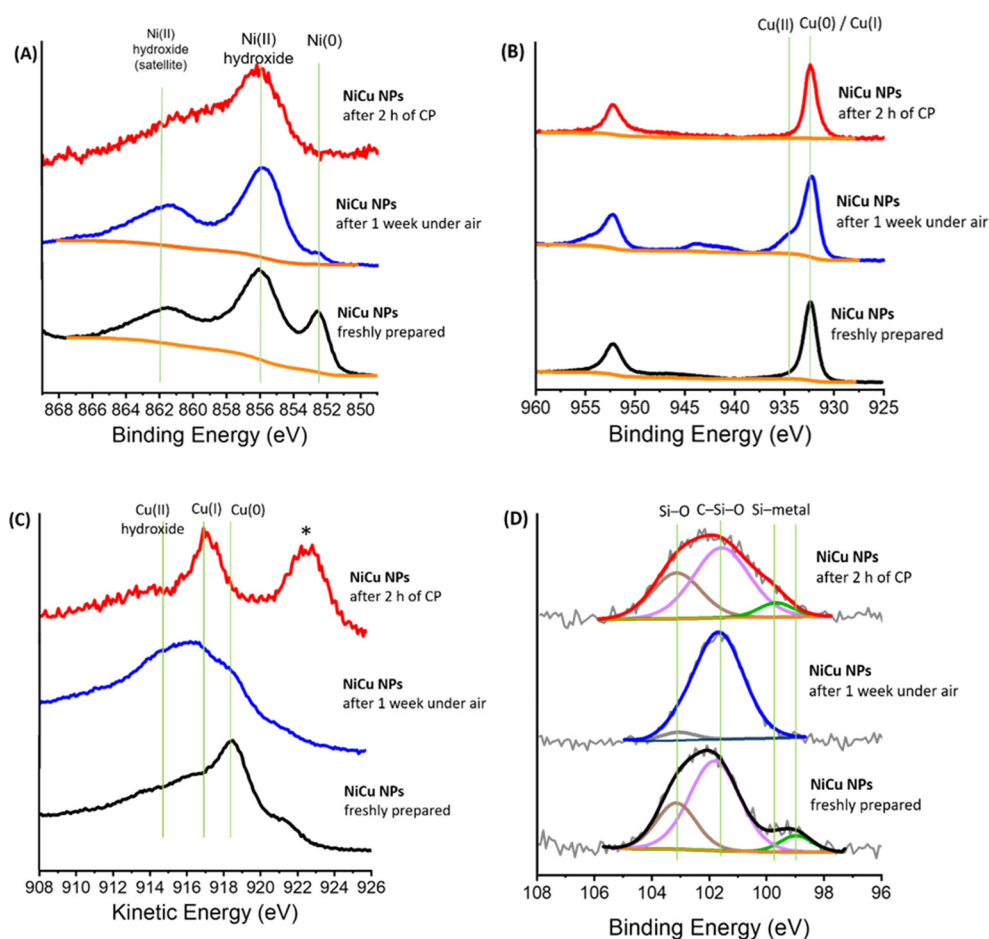 (A)
Ni(II)
hydroxide
(satellite)
Ni(II)
hydroxide
Ni(0)
NiCu NPs
after 2 h of CP
NiCu NPs
after 1 week under air
NiCu NPs
freshly prepared
868 866 864 862 860 858 856 854 852 850 849
Binding Energy (eV)
(B)
Cu(II)
Cu(0) / Cu(I)
NiCu NPs
after 2 h of CP
NiCu NPs
after 1 week under air
NiCu NPs
freshly prepared
960 955 950 945 940 935 930 925
Binding Energy (eV)
(C)
Cu(II)
hydroxide
Cu(I)
Cu(0)
*
NiCu NPs
after 2 h of CP
NiCu NPs
after 1 week under air
NiCu NPs
freshly prepared
908 910 912 914 916 918 920 922 924 926
Kinetic Energy (eV)
(D)
Si–O
C–Si–O
Si–metal
NiCu NPs
after 2 h of CP
NiCu NPs
after 1 week under air
NiCu NPs
freshly prepared
108 106 104 102 100 98 96
Binding Energy (eV)